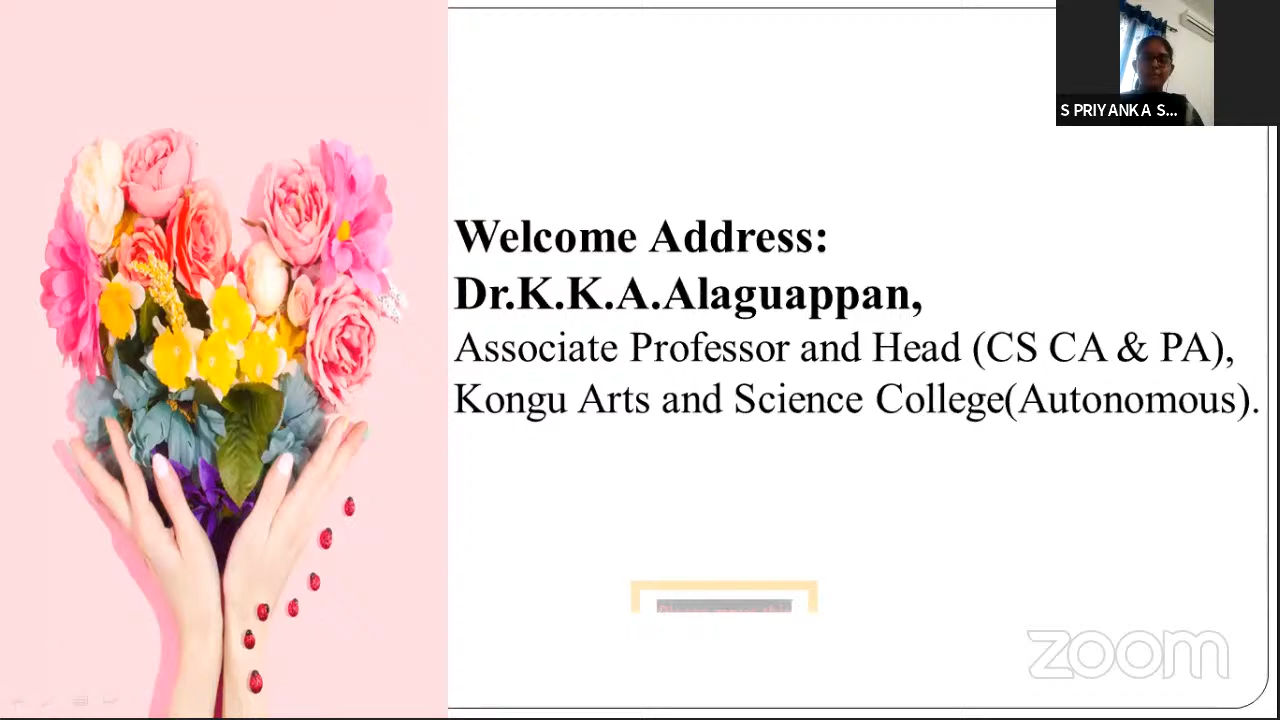 S PRIYANKA S...
Welcome Address:
Dr.K.K.A.Alaguappan,
Associate Professor and Head (CS CA & PA),
Kongu Arts and Science College(Autonomous).
zoom